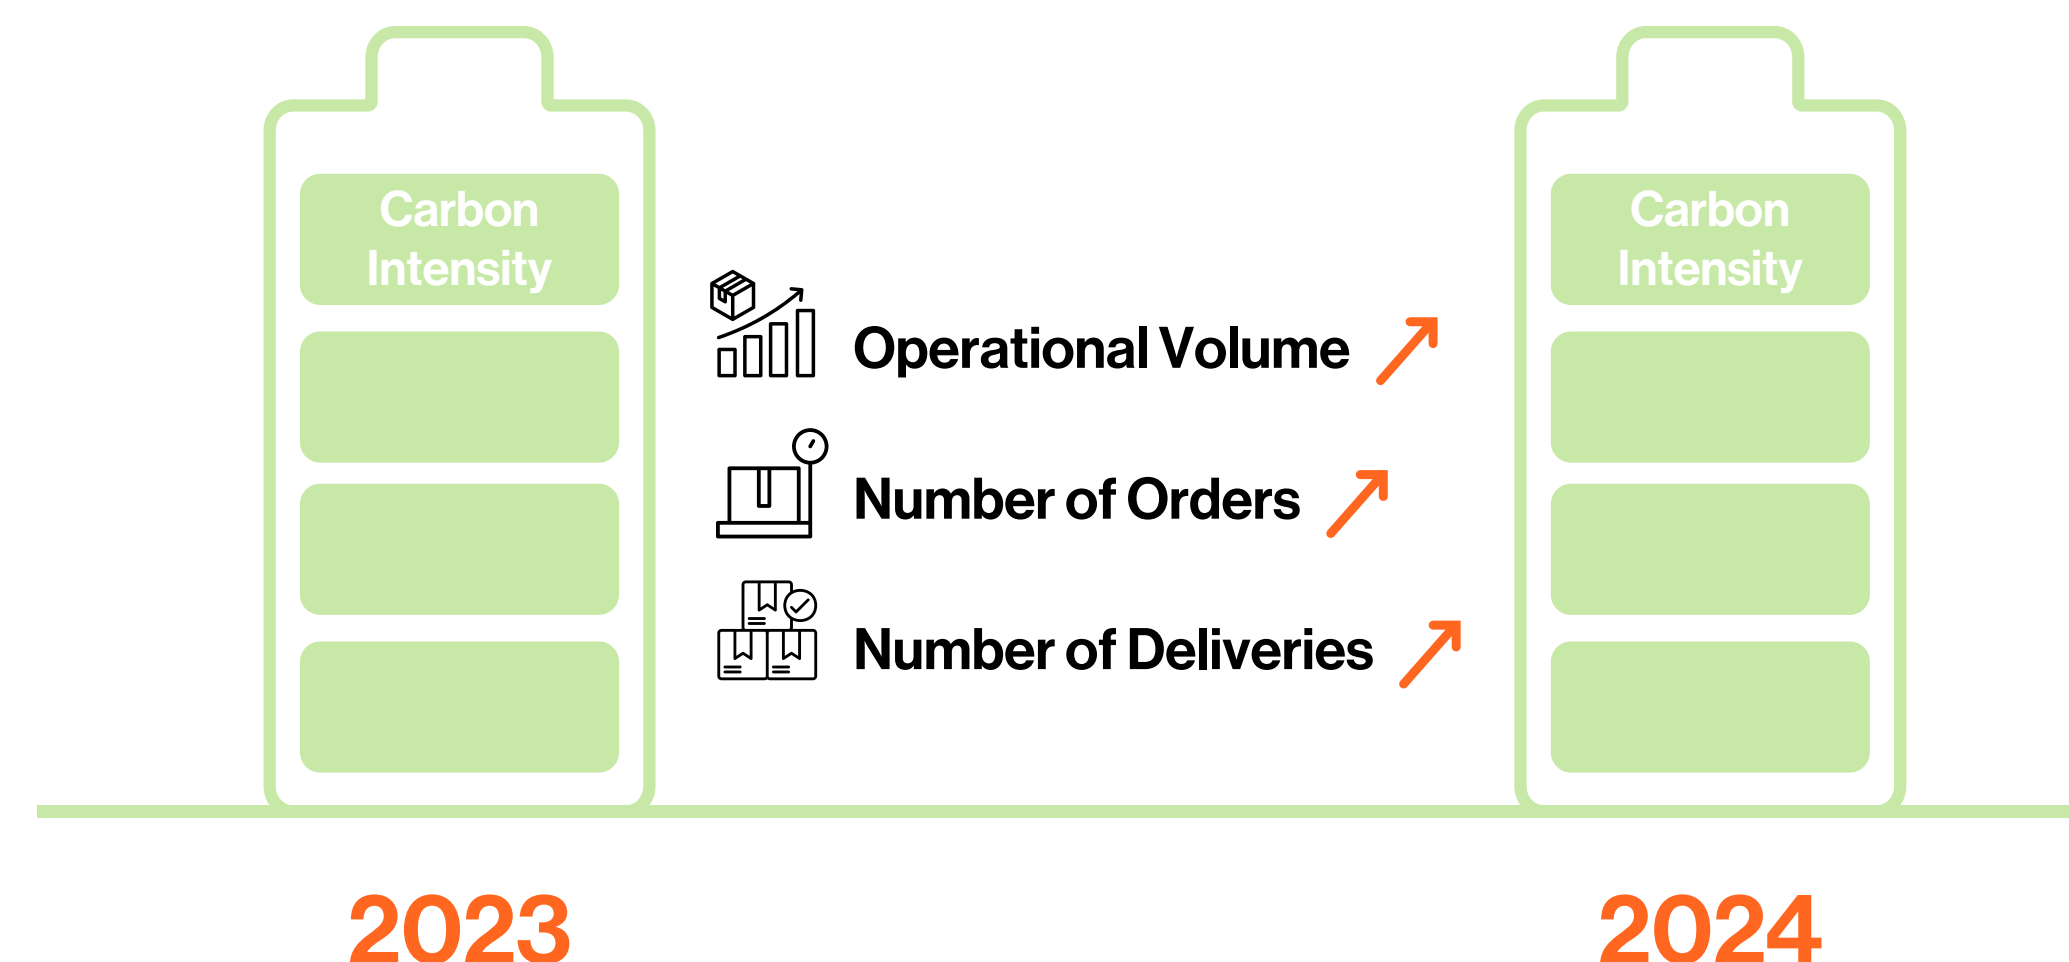 Carbon
Intensity
Operational Volume
Number of Orders
Number of Deliveries
Carbon
Intensity
2023
2024